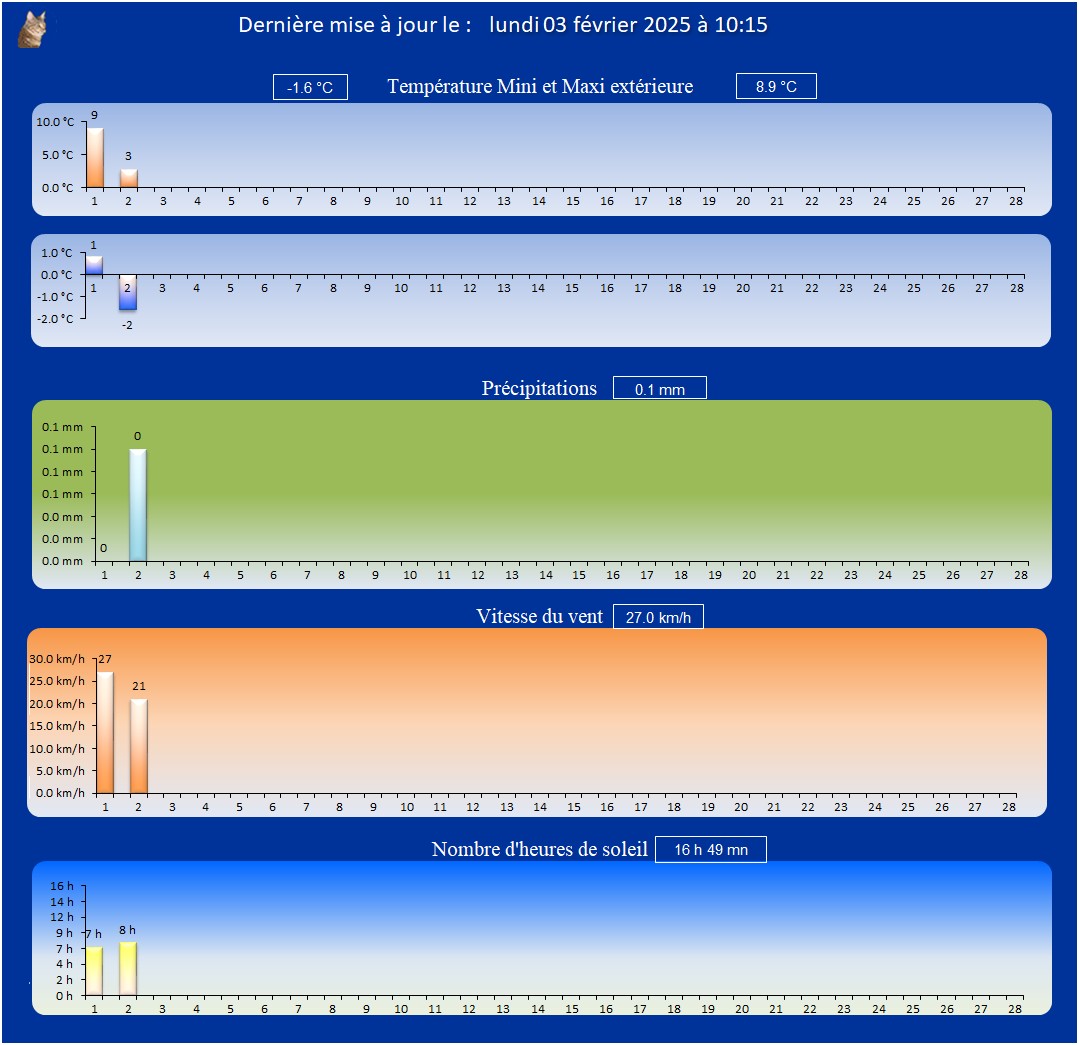 Dernière mise à jour le : lundi 03 février 2025 à 10:15
-1.6 °C Température Mini et Maxi extérieure 8.9 °C
9
10.0 °C
3
5.0 °C
0.0 °C
1 2 3 4 5 6 7 8 9 10 11 12 13 14 15 16 17 18 19 20 21 22 23 24 25 26 27 28
1
1.0 °C
0.0 °C
1 2 3 4 5 6 7 8 9 10 11 12 13 14 15 16 17 18 19 20 21 22 23 24 25 26 27 28
-1.0 °C
-2.0 °C
-2
Précipitations 0.1 mm
0.1 mm
0
0.1 mm
0.1 mm
0.1 mm
0.0 mm
0.0 mm
0
0.0 mm
1 2 3 4 5 6 7 8 9 10 11 12 13 14 15 16 17 18 19 20 21 22 23 24 25 26 27 28
Vitesse du vent 27.0 km/h
30.0 km/h 27
25.0 km/h
21
20.0 km/h
15.0 km/h
10.0 km/h
5.0 km/h
0.0 km/h
1 2 3 4 5 6 7 8 9 10 11 12 13 14 15 16 17 18 19 20 21 22 23 24 25 26 27 28
Nombre d'heures de soleil 16 h 49 mn
16 h
14 h
12 h
9 h 7 h 8 h
7 h
4 h
2 h
0 h
1 2 3 4 5 6 7 8 9 10 11 12 13 14 15 16 17 18 19 20 21 22 23 24 25 26 27 28